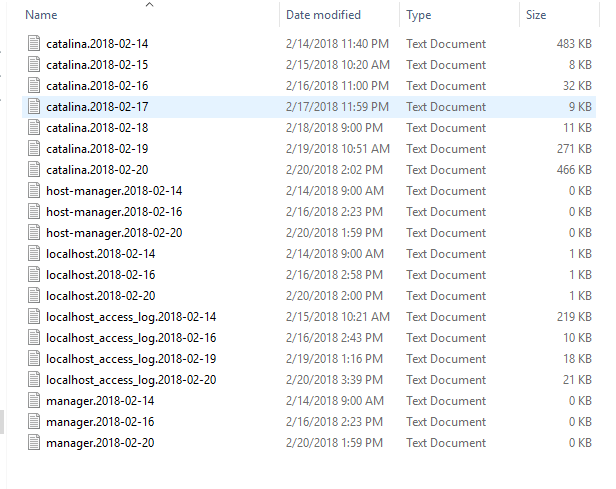 Name Date modified Type Size
catalina.2018-02-14 2/14/2018 11:40 PM Text Document 483 KB
catalina.2018-02-15 2/15/2018 10:20 AM Text Document 8 KB
catalina.2018-02-16 2/16/2018 11:00 PM Text Document 32 KB
catalina.2018-02-17 2/17/2018 11:59 PM Text Document 9 KB
catalina.2018-02-18 2/18/2018 9:00 PM Text Document 11 KB
catalina.2018-02-19 2/19/2018 10:51 AM Text Document 271 KB
catalina.2018-02-20 2/20/2018 2:02 PM Text Document 466 KB
host-manager.2018-02-14 2/14/2018 9:00 AM Text Document 0 KB
host-manager.2018-02-16 2/16/2018 2:23 PM Text Document 0 KB
host-manager.2018-02-20 2/20/2018 1:59 PM Text Document 0 KB
localhost.2018-02-14 2/14/2018 9:00 AM Text Document 1 KB
localhost.2018-02-16 2/16/2018 2:58 PM Text Document 1 KB
localhost.2018-02-20 2/20/2018 2:00 PM Text Document 1 KB
localhost_access_log.2018-02-14 2/15/2018 10:21 AM Text Document 219 KB
localhost_access_log.2018-02-16 2/16/2018 2:43 PM Text Document 10 KB
localhost_access_log.2018-02-19 2/19/2018 1:16 PM Text Document 18 KB
localhost_access_log.2018-02-20 2/20/2018 3:39 PM Text Document 21 KB
manager.2018-02-14 2/14/2018 9:00 AM Text Document 0 KB
manager.2018-02-16 2/16/2018 2:23 PM Text Document 0 KB
manager.2018-02-20 2/20/2018 1:59 PM Text Document 0 KB